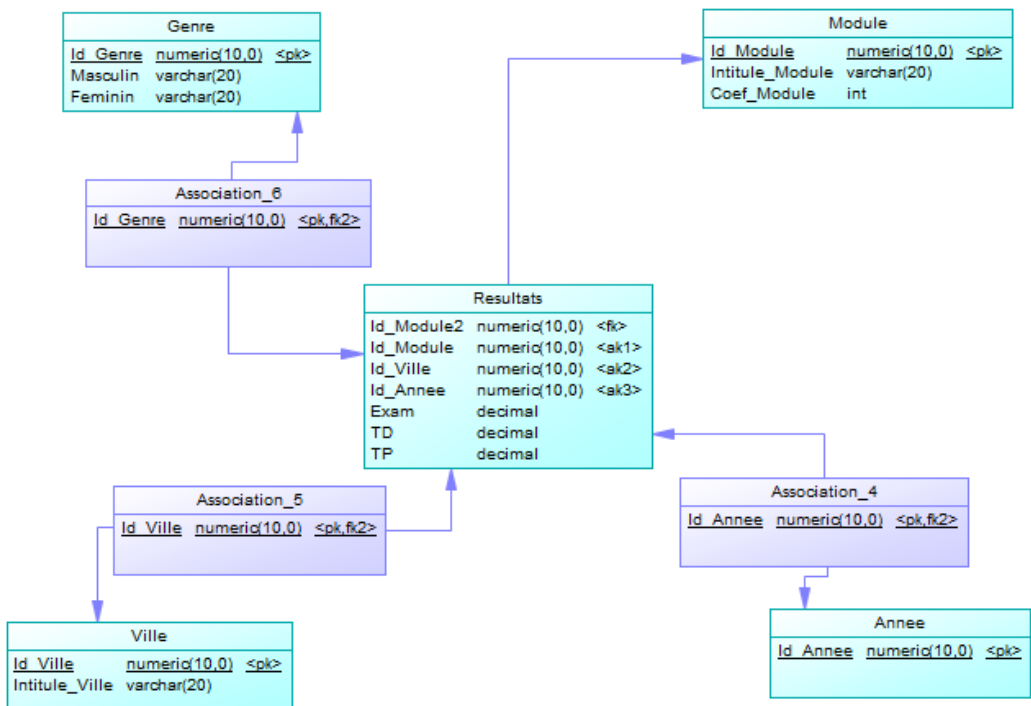 Genre
Id_Genre numeric(10,0) <pk>
Masculin varchar(20)
Feminin varchar(20)
Module
Id_Module numeric(10,0) <pk>
Intitule_Module varchar(20)
Coef_Module int
Association_6
Id_Genre numeric(10,0) <pk,fk2>
Resultats
Id_Module2 numeric(10,0) <fk>
Id_Module numeric(10,0) <ak1>
Id_Ville numeric(10,0) <ak2>
Id_Annee numeric(10,0) <ak3>
Exam decimal
TD decimal
TP decimal
Association_5
Id_Ville numeric(10,0) <pk,fk2>
Association_4
Id_Annee numeric(10,0) <pk,fk2>
Ville
Id_Ville numeric(10,0) <pk>
Intitule_Ville varchar(20)
Annee
Id_Annee numeric(10,0) <pk>